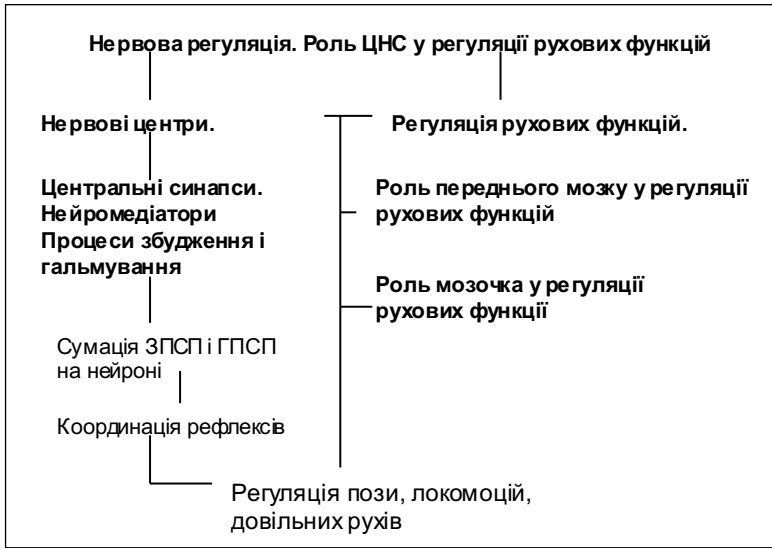 Нервова регуляція. Роль ЦНС у регуляції рухових функцій
Нервові центри.
Центральні синапси.
Нейромедіатори
Процеси збудження і
гальмування
Сумація ЗПСП і ГПСП
на нейроні
Координація рефлексів
Регуляція рухових функцій.
Роль переднього мозку у регуляції
рухових функцій
Роль мозочка у регуляції
рухових функції
Регуляція пози, локомоцій,
довільних рухів